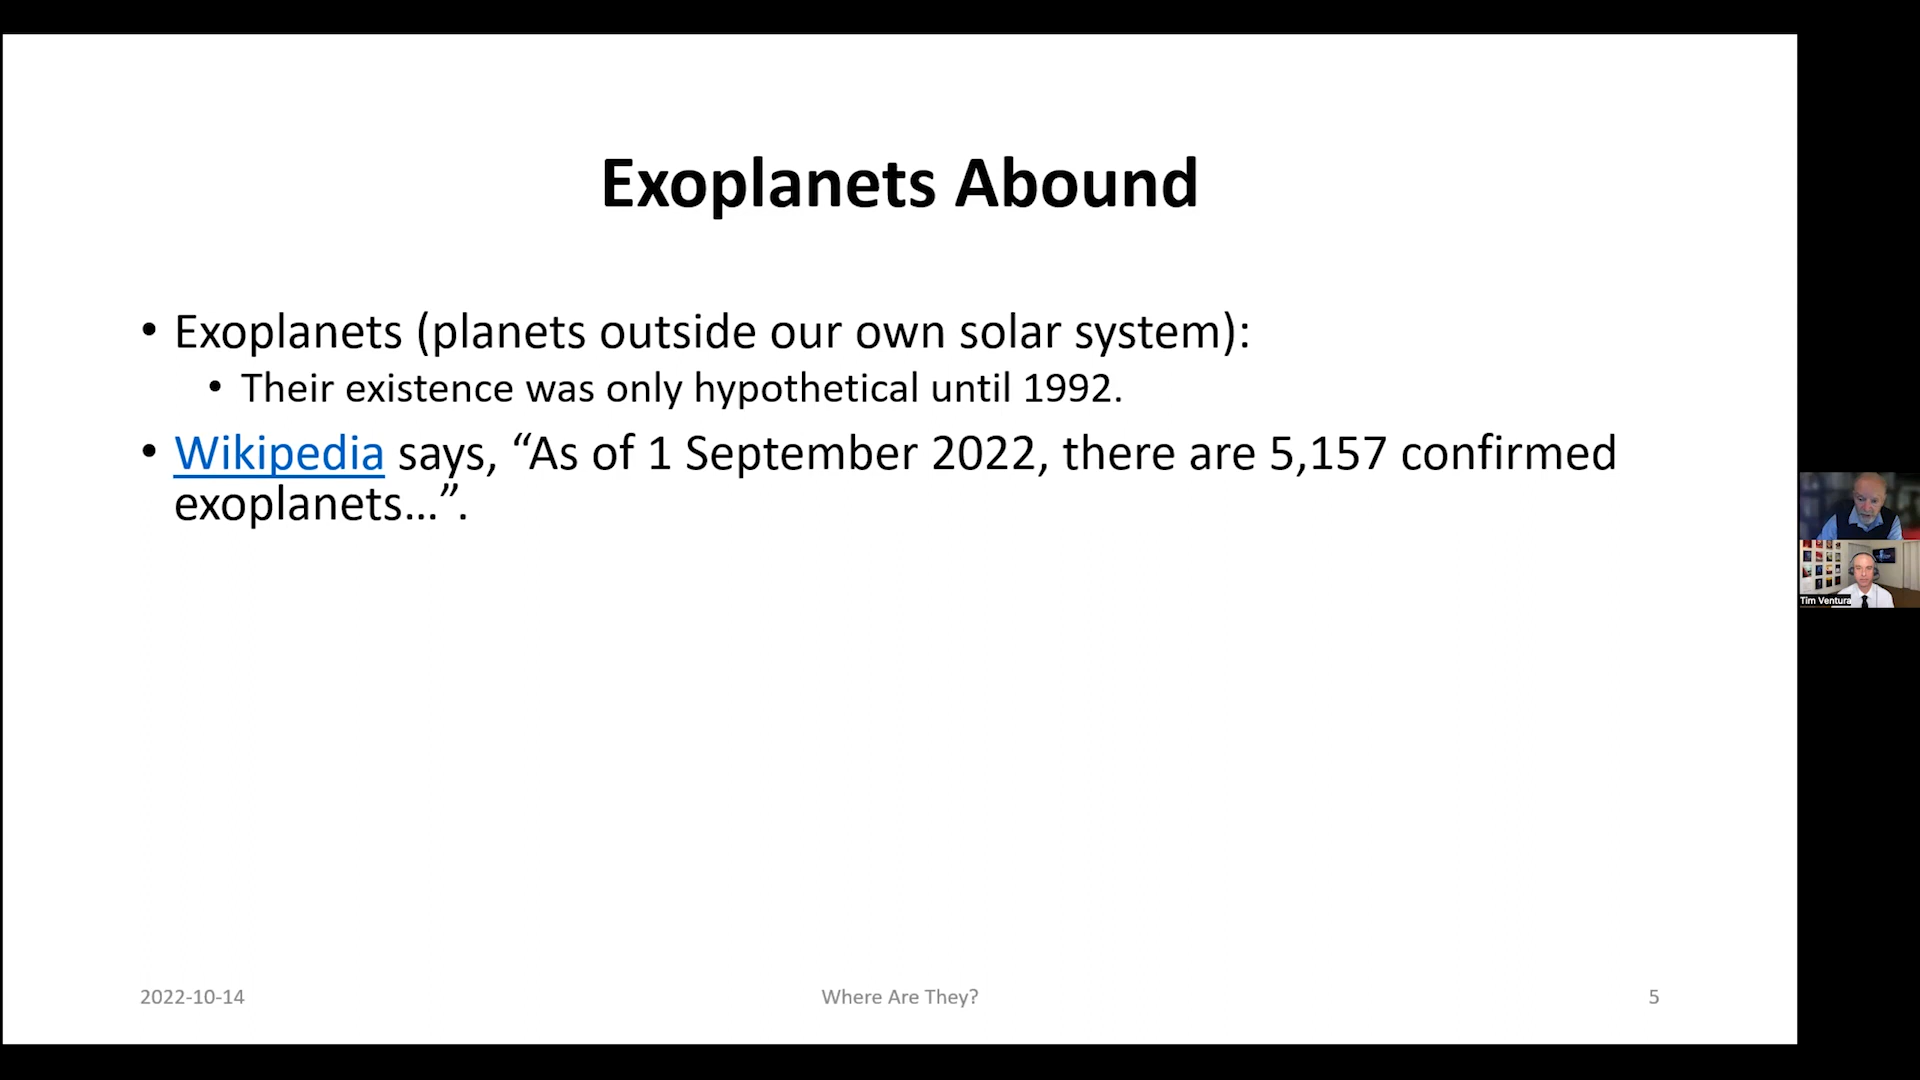 Exoplanets Abound
• Exoplanets (planets outside our own solar system):
• Their existence was only hypothetical until 1992.
• Wikipedia says, “As of 1 September 2022, there are 5,157 confirmed
exoplanets…”.
Tim Ventura
2022-10-14
Where Are They?
5